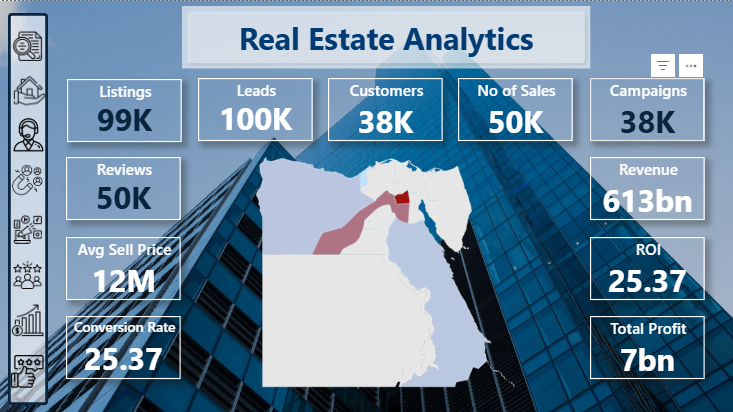 Real Estate Analytics
Listings
99K
Leads
100K
Customers
38K
No of Sales
50K
Campaigns
38K
Reviews
50K
Revenue
613bn
Avg Sell Price
12M
ROI
25.37
Conversion Rate
25.37
Total Profit
7bn